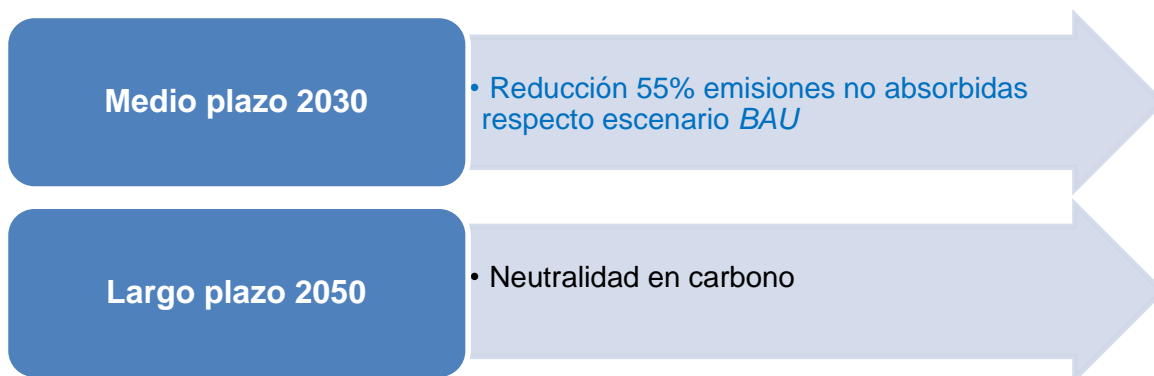 Medio plazo 2030
• Reducción 55% emisiones no absorbidas
respecto escenario BAU
Largo plazo 2050
• Neutralidad en carbono